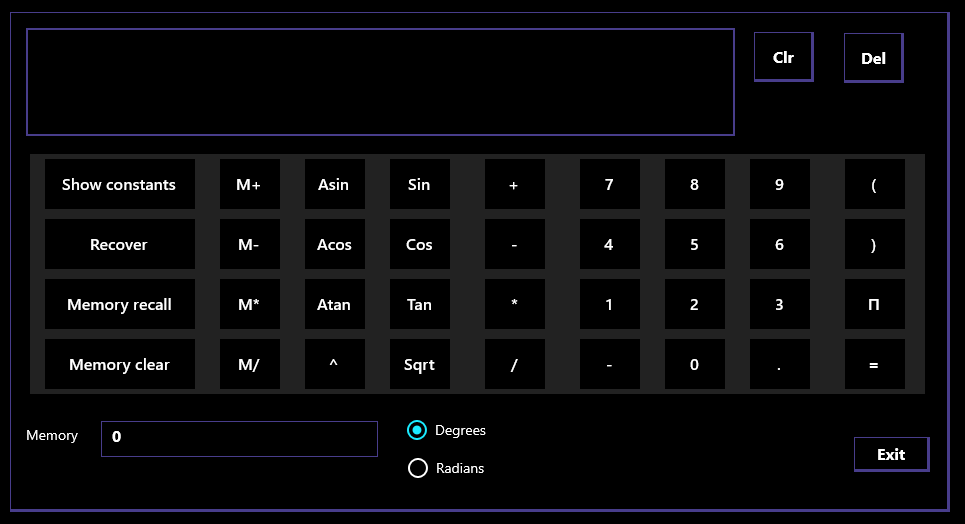 Clr Del
Show constants M+ Asin Sin + 7 8 9 (
Recover M- Acos Cos - 4 5 6 )
Memory recall M* Atan Tan * 1 2 3 Π
Memory clear M/ ^ Sqrt / - 0 . =
Memory 0 Degrees
Exit
Radians